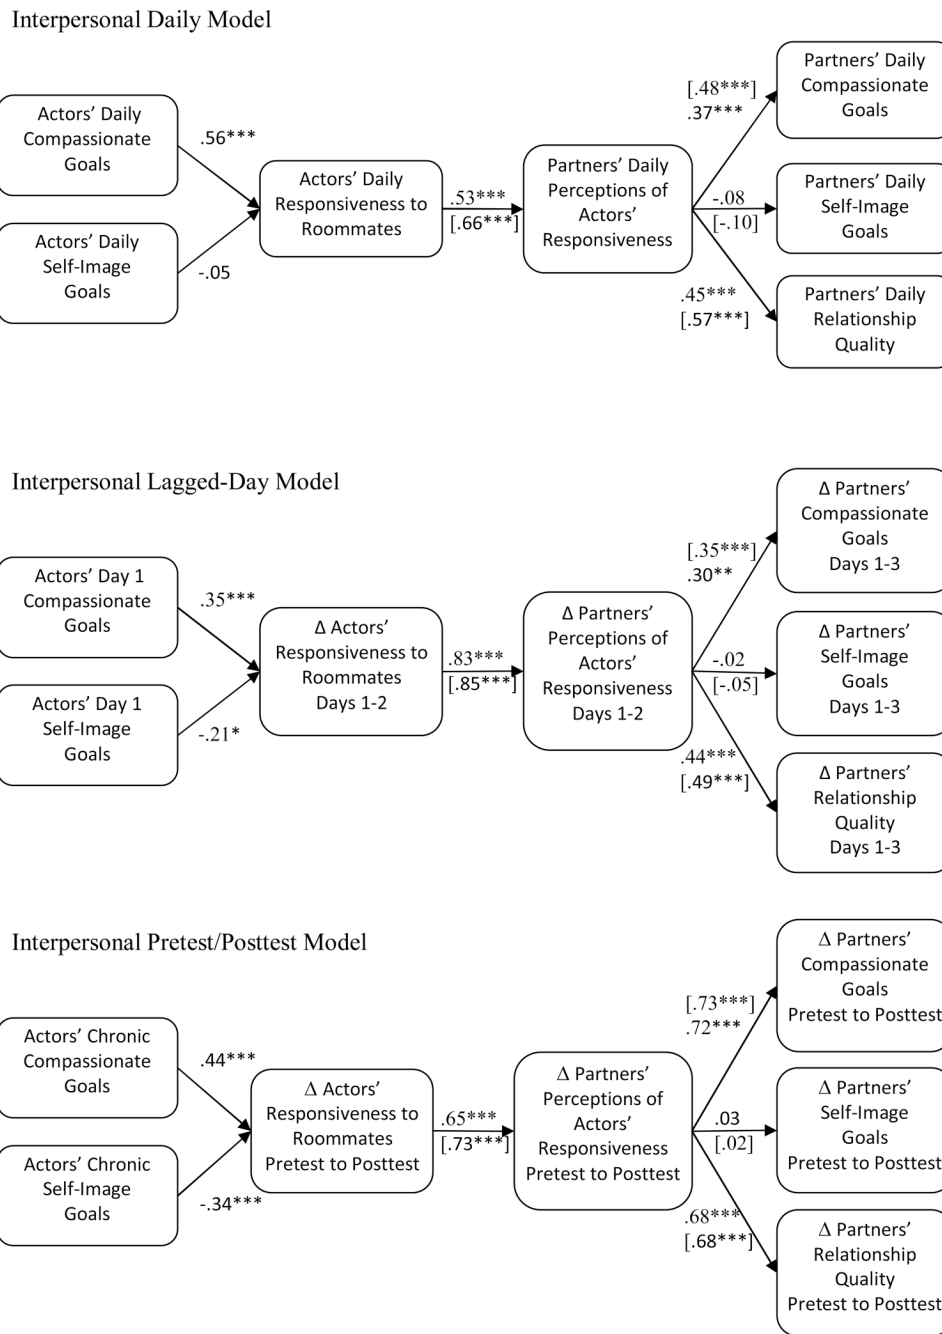 Interpersonal Daily Model
Actors’ Daily
Compassionate
Goals
.56***
Actors’ Daily
Self-Image
Goals
-.05
Actors’ Daily
Responsiveness to
Roommates
.53***
[.66***]
Partners’ Daily
Perceptions of
Actors’
Responsiveness
[.48***]
.37***
Partners’ Daily
Compassionate
Goals
-.08
[-.10]
Partners’ Daily
Self-Image
Goals
.45***
[.57***]
Partners’ Daily
Relationship
Quality
Interpersonal Lagged-Day Model
Actors’ Day 1
Compassionate
Goals
.35***
Actors’ Day 1
Self-Image
Goals
-.21*
Δ Actors’
Responsiveness to
Roommates
Days 1-2
.83***
[.85***]
Δ Partners’
Perceptions of
Actors’
Responsiveness
Days 1-2
[.35***]
.30**
Δ Partners’
Compassionate
Goals
Days 1-3
-.02
[-.05]
Δ Partners’
Self-Image
Goals
Days 1-3
.44***
[.49***]
Δ Partners’
Relationship
Quality
Days 1-3
Interpersonal Pretest/Posttest Model
Actors’ Chronic
Compassionate
Goals
.44***
Actors’ Chronic
Self-Image
Goals
-.34***
Δ Actors’
Responsiveness to
Roommates
Pretest to Posttest
.65***
[.73***]
Δ Partners’
Perceptions of
Actors’
Responsiveness
Pretest to Posttest
[.73***]
.72***
Δ Partners’
Compassionate
Goals
Pretest to Posttest
.03
[.02]
Δ Partners’
Self-Image
Goals
Pretest to Posttest
.68***
[.68***]
Δ Partners’
Relationship
Quality
Pretest to Posttest